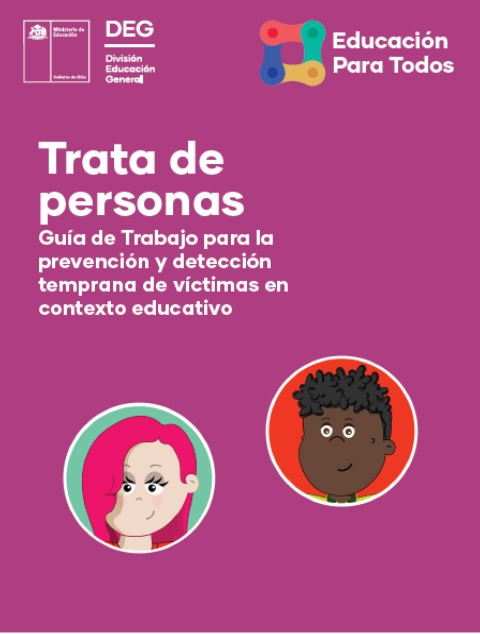 Ministerio de
Educación
Gobierno de Chile
DEG
División
Educación
General
Educación
Para Todos
Trata de
personas
Guía de Trabajo para la
prevención y detección
temprana de víctimas en
contexto educativo